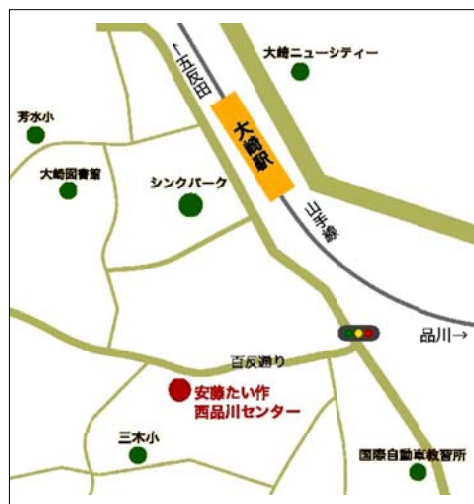 ←五反田
大崎ニューシティー
大崎駅
芳水小
大崎図書館
シンクパーク
山手線
品川→
百反通り
安藤たい作
西品川センター
三木小
国際自動車教習所